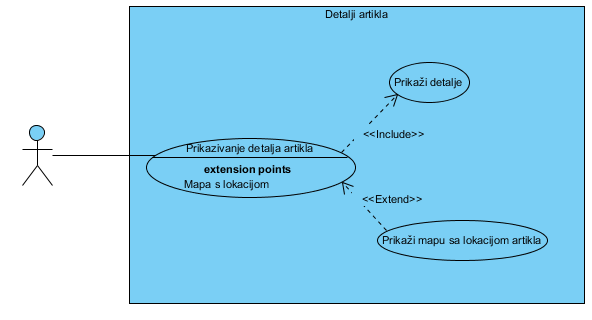 Detalji artikla
Prikaži detalje
<<Include>>
Prikazivanje detalja artikla
extension points
Mapa s lokacijom
<<Extend>>
Prikaži mapu sa lokacijom artikla